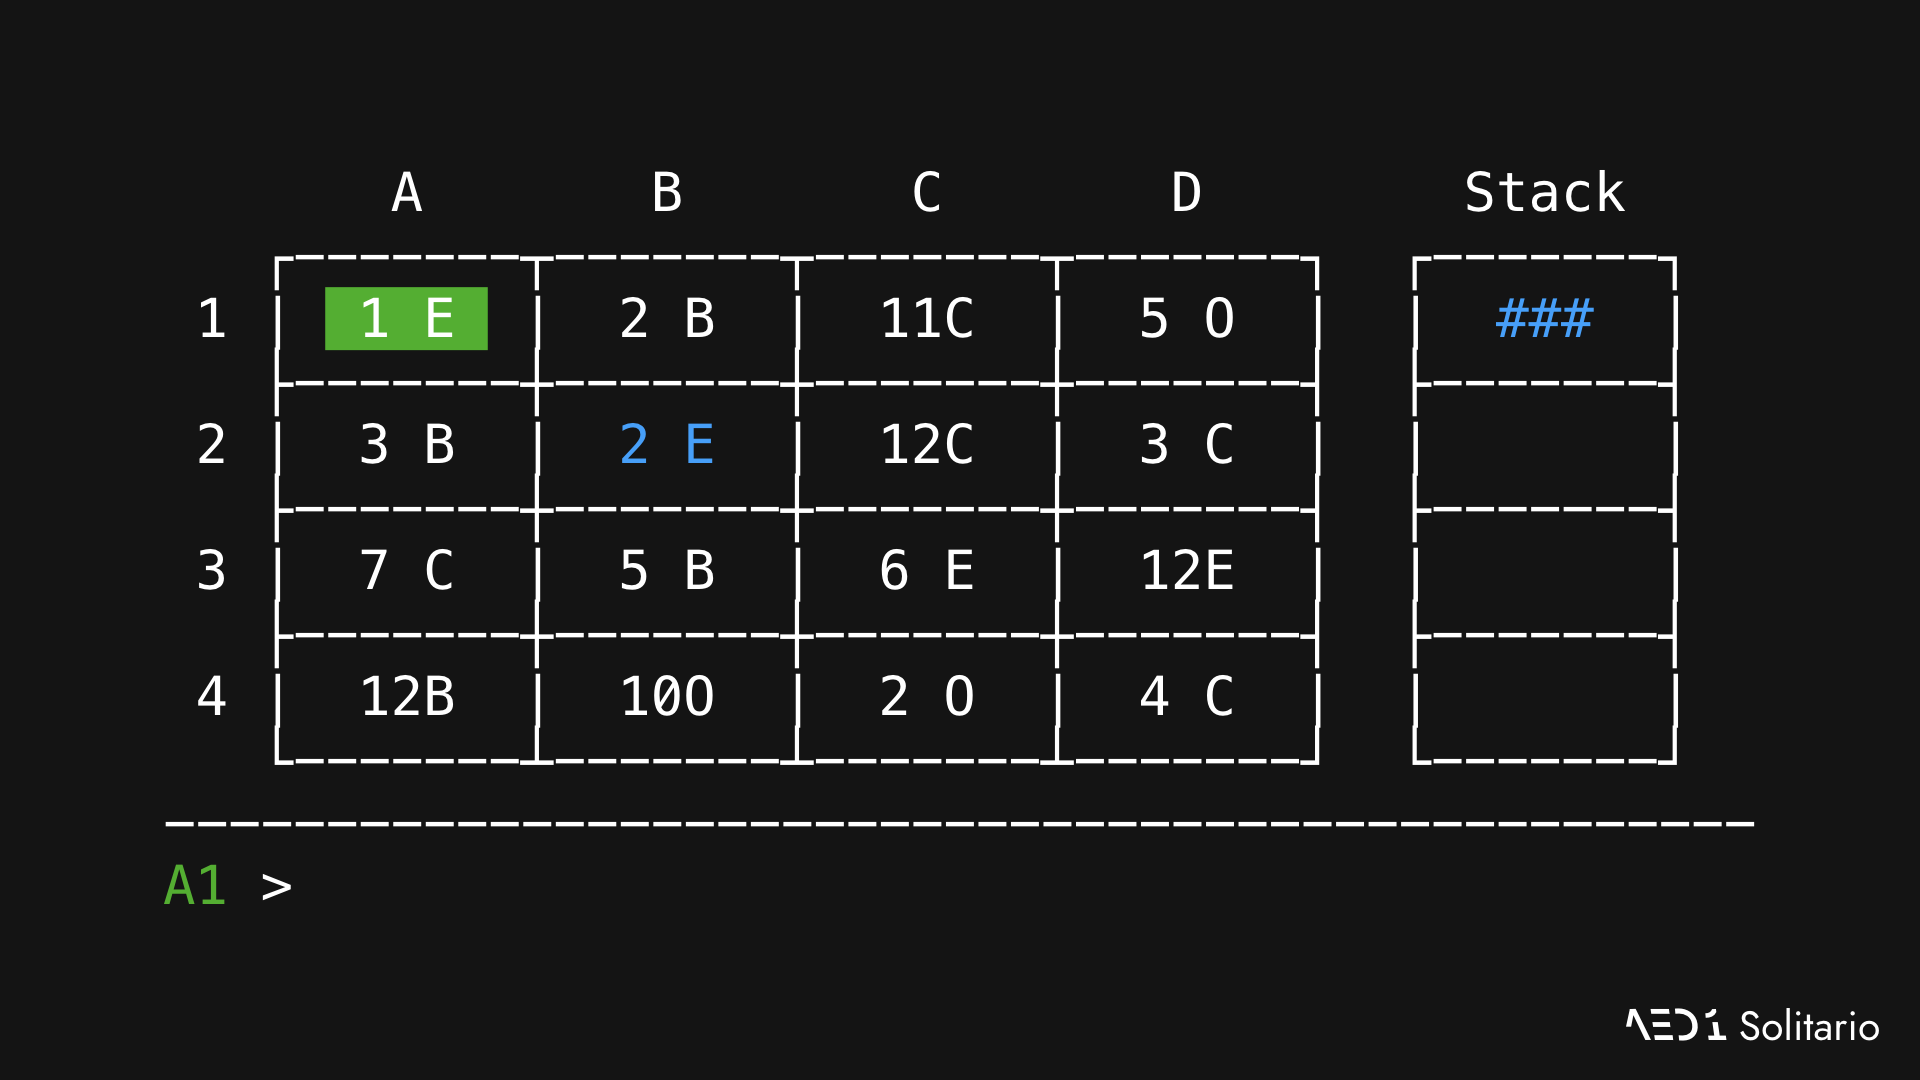 A B C D Stack
1 1 E 2 B 11C 5 O ###
2 3 B 2 E 12C 3 C
3 7 C 5 B 6 E 12E
4 12B 10O 2 O 4 C
A1 >
AED1 Solitario